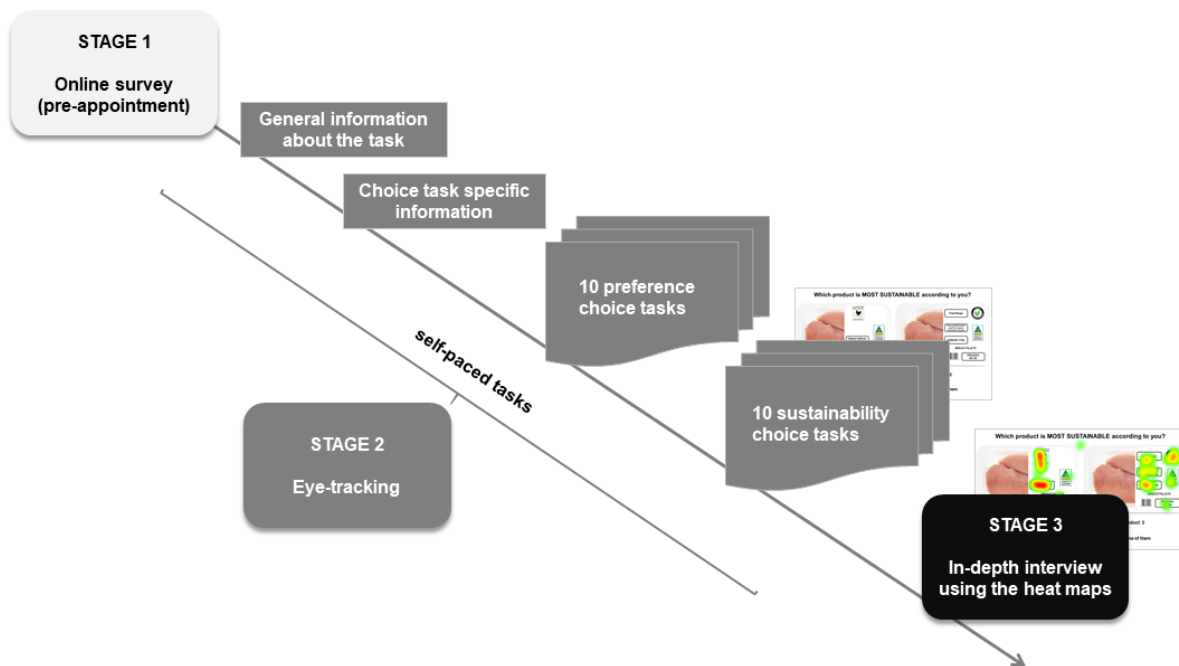 STAGE 1
Online survey
(pre-appointment)
General information
about the task
Choice task specific
information
10 preference
choice tasks
Which product is MOST SUSTAINABLE according to you?
self-paced tasks
10 sustainability
choice tasks
STAGE 2
Eye-tracking
Which product is MOST SUSTAINABLE according to you?
STAGE 3
In-depth interview
using the heat maps